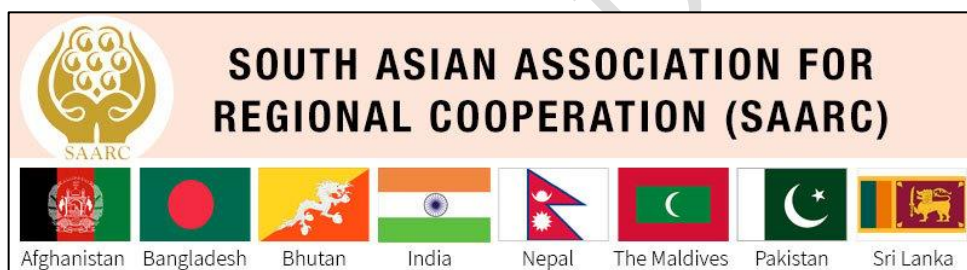 SOUTH ASIAN ASSOCIATION FOR
REGIONAL COOPERATION (SAARC)
SAARC
Afghanistan Bangladesh Bhutan India Nepal The Maldives Pakistan Sri Lanka